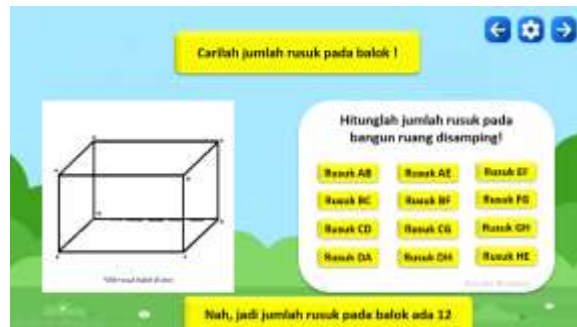 Carilah jumlah rusuk pada balok !
Hitunglah jumlah rusuk pada
bangun ruang disamping!
Rusuk AB
Rusuk AE
Rusuk EF
Rusuk BC
Rusuk BF
Rusuk FG
Rusuk CD
Rusuk CG
Rusuk GH
Rusuk DA
Rusuk DH
Rusuk HE
Nah, jadi jumlah rusuk pada balok ada 12